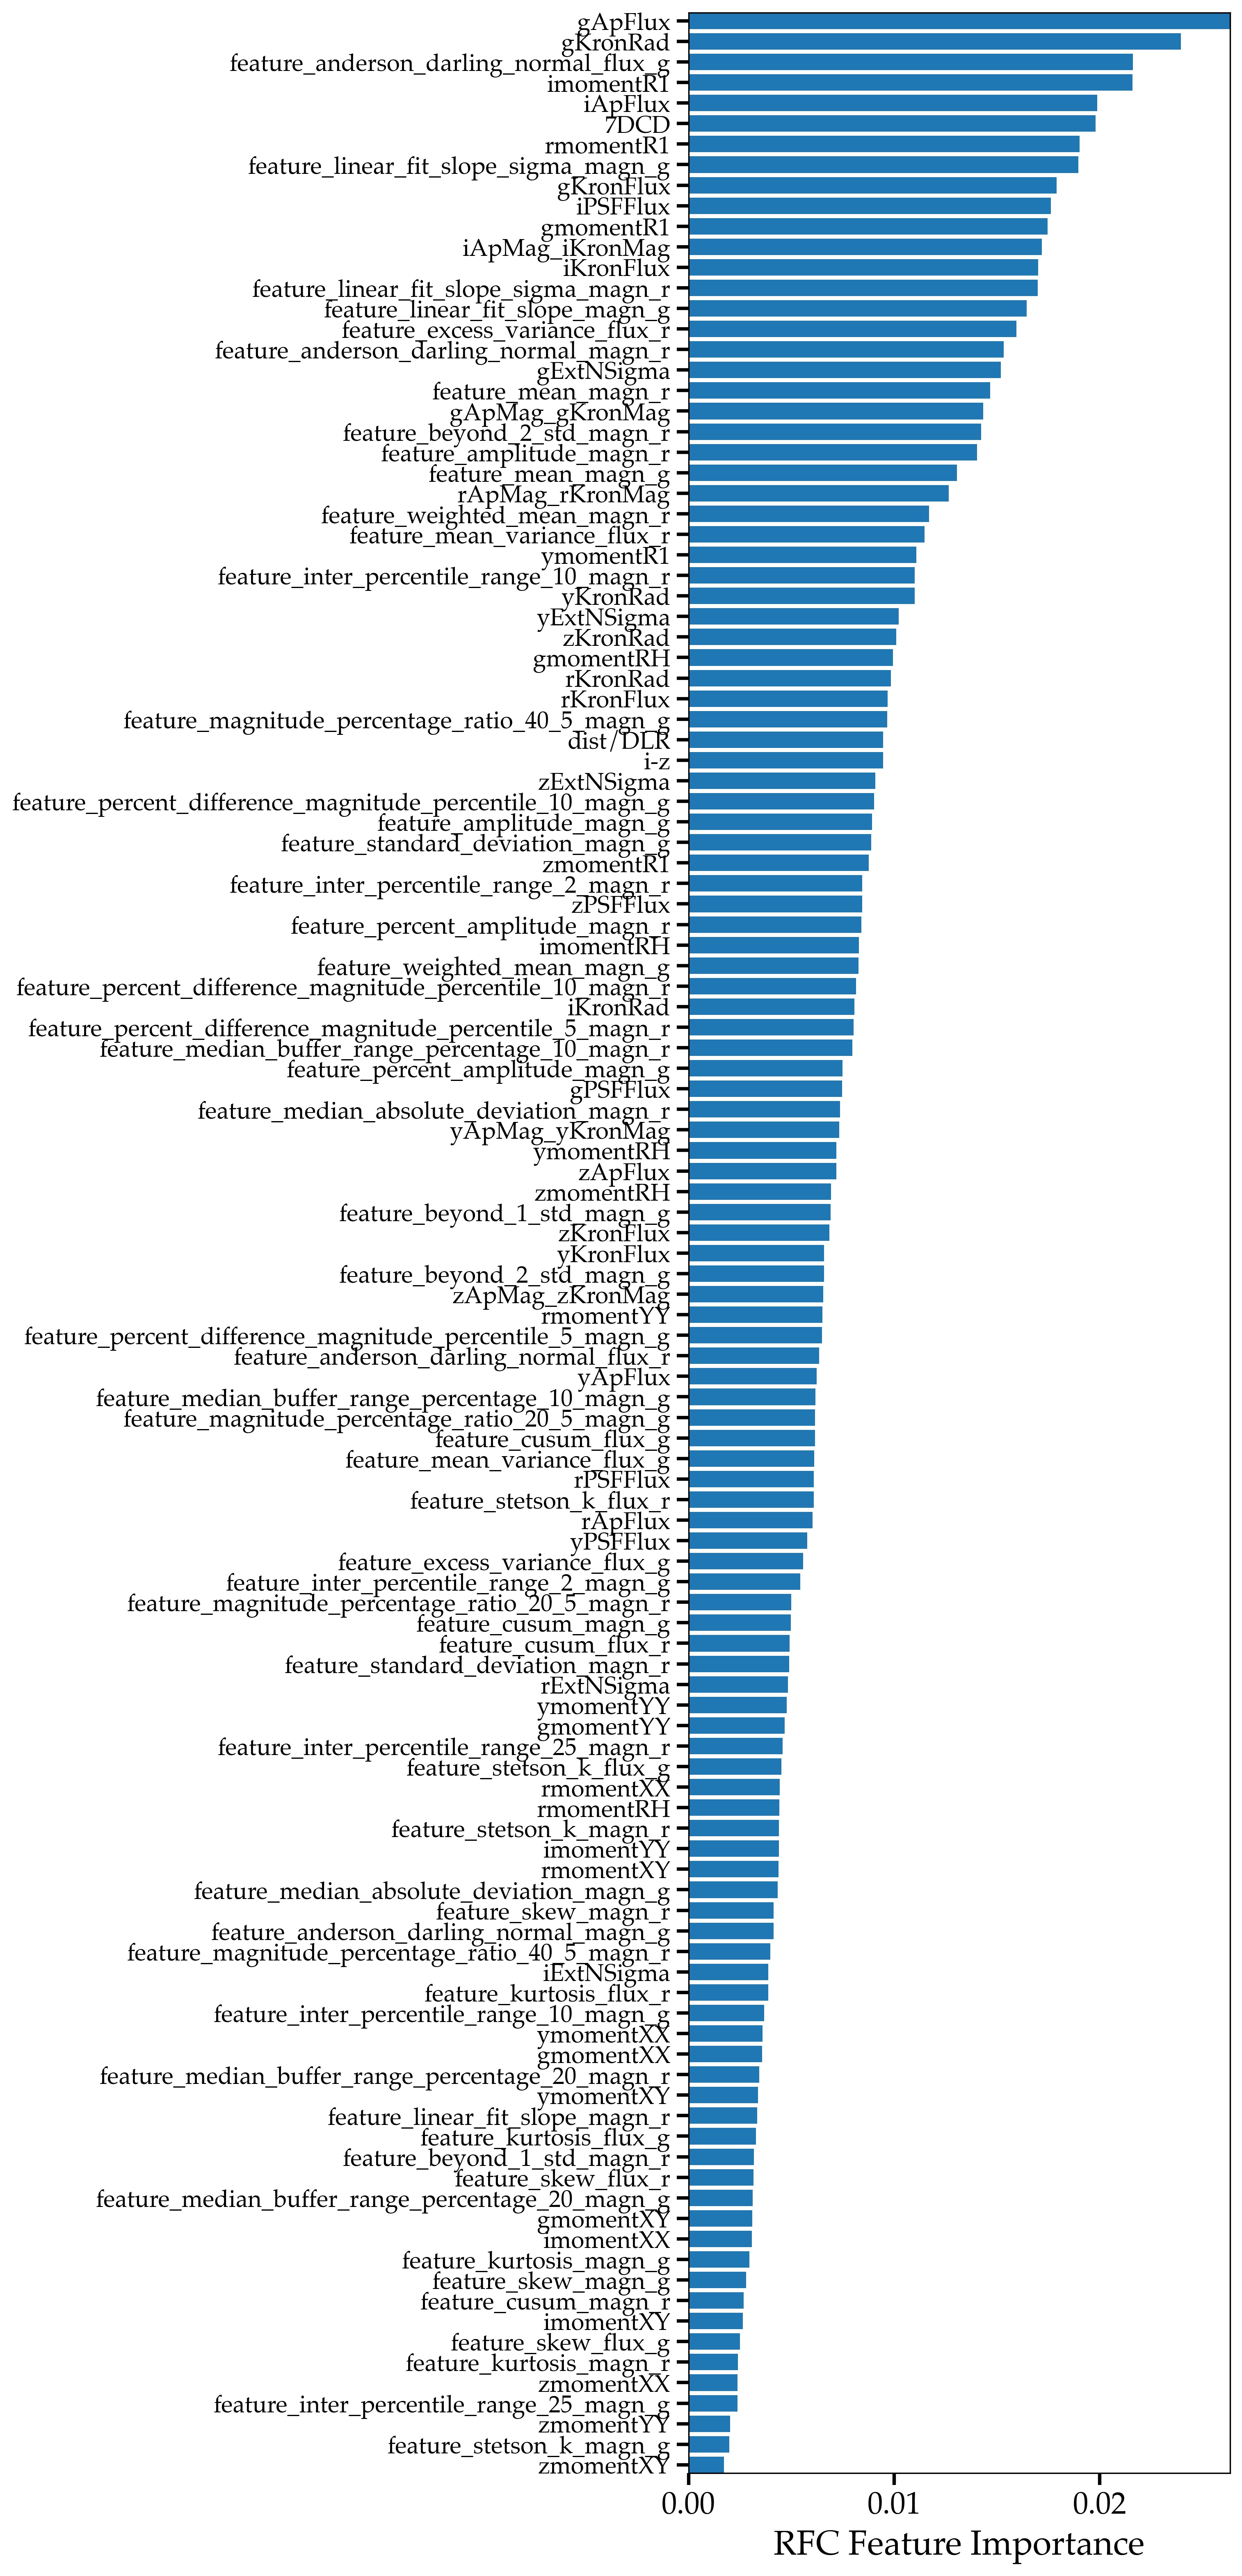 gApFlux
gKronRad
feature_anderson_darling_normal_flux_g
imomentR1
iApFlux
7DCD
rmomentR1
feature_linear_fit_slope_sigma_magn_g
gKronFlux
iPSFFlux
gmomentR1
iApMag_iKronMag
iKronFlux
feature_linear_fit_slope_sigma_magn_r
feature_linear_fit_slope_magn_g
feature_excess_variance_flux_r
feature_anderson_darling_normal_magn_r
gExtNSigma
feature_mean_magn_r
gApMag_gKronMag
feature_beyond_2_std_magn_r
feature_amplitude_magn_r
feature_mean_magn_g
rApMag_rKronMag
feature_weighted_mean_magn_r
feature_mean_variance_flux_r
ymomentR1
feature_inter_percentile_range_10_magn_r
yKronRad
yExtNSigma
zKronRad
gmomentRH
rKronRad
rKronFlux
feature_magnitude_percentage_ratio_40_5_magn_g
dist/DLR
i-z
zExtNSigma
feature_percent_difference_magnitude_percentile_10_magn_g
feature_amplitude_magn_g
feature_standard_deviation_magn_g
zmomentR1
feature_inter_percentile_range_2_magn_r
zPSFFlux
feature_percent_amplitude_magn_r
imomentRH
feature_weighted_mean_magn_g
feature_percent_difference_magnitude_percentile_10_magn_r
iKronRad
feature_percent_difference_magnitude_percentile_5_magn_r
feature_median_buffer_range_percentage_10_magn_r
feature_percent_amplitude_magn_g
gPSFFlux
feature_median_absolute_deviation_magn_r
yApMag_yKronMag
ymomentRH
zApFlux
zmomentRH
feature_beyond_1_std_magn_g
zKronFlux
yKronFlux
feature_beyond_2_std_magn_g
zApMag_zKronMag
rmomentYY
feature_percent_difference_magnitude_percentile_5_magn_g
feature_anderson_darling_normal_flux_r
yApFlux
feature_median_buffer_range_percentage_10_magn_g
feature_magnitude_percentage_ratio_20_5_magn_g
feature_cusum_flux_g
feature_mean_variance_flux_g
rPSFFlux
feature_stetson_k_flux_r
rApFlux
yPSFFlux
feature_excess_variance_flux_g
feature_inter_percentile_range_2_magn_g
feature_magnitude_percentage_ratio_20_5_magn_r
feature_cusum_magn_g
feature_cusum_flux_r
feature_standard_deviation_magn_r
rExtNSigma
ymomentYY
gmomentYY
feature_inter_percentile_range_25_magn_r
feature_stetson_k_flux_g
rmomentXX
rmomentRH
feature_stetson_k_magn_r
imomentYY
rmomentXY
feature_median_absolute_deviation_magn_g
feature_skew_magn_r
feature_anderson_darling_normal_magn_g
feature_magnitude_percentage_ratio_40_5_magn_r
iExtNSigma
feature_kurtosis_flux_r
feature_inter_percentile_range_10_magn_g
ymomentXX
gmomentXX
feature_median_buffer_range_percentage_20_magn_r
ymomentXY
feature_linear_fit_slope_magn_r
feature_kurtosis_flux_g
feature_beyond_1_std_magn_r
feature_skew_flux_r
feature_median_buffer_range_percentage_20_magn_g
gmomentXY
imomentXX
feature_kurtosis_magn_g
feature_skew_magn_g
feature_cusum_magn_r
imomentXY
feature_skew_flux_g
feature_kurtosis_magn_r
zmomentXX
feature_inter_percentile_range_25_magn_g
zmomentYY
feature_stetson_k_magn_g
zmomentXY
0.00 0.01 0.02
RFC Feature Importance